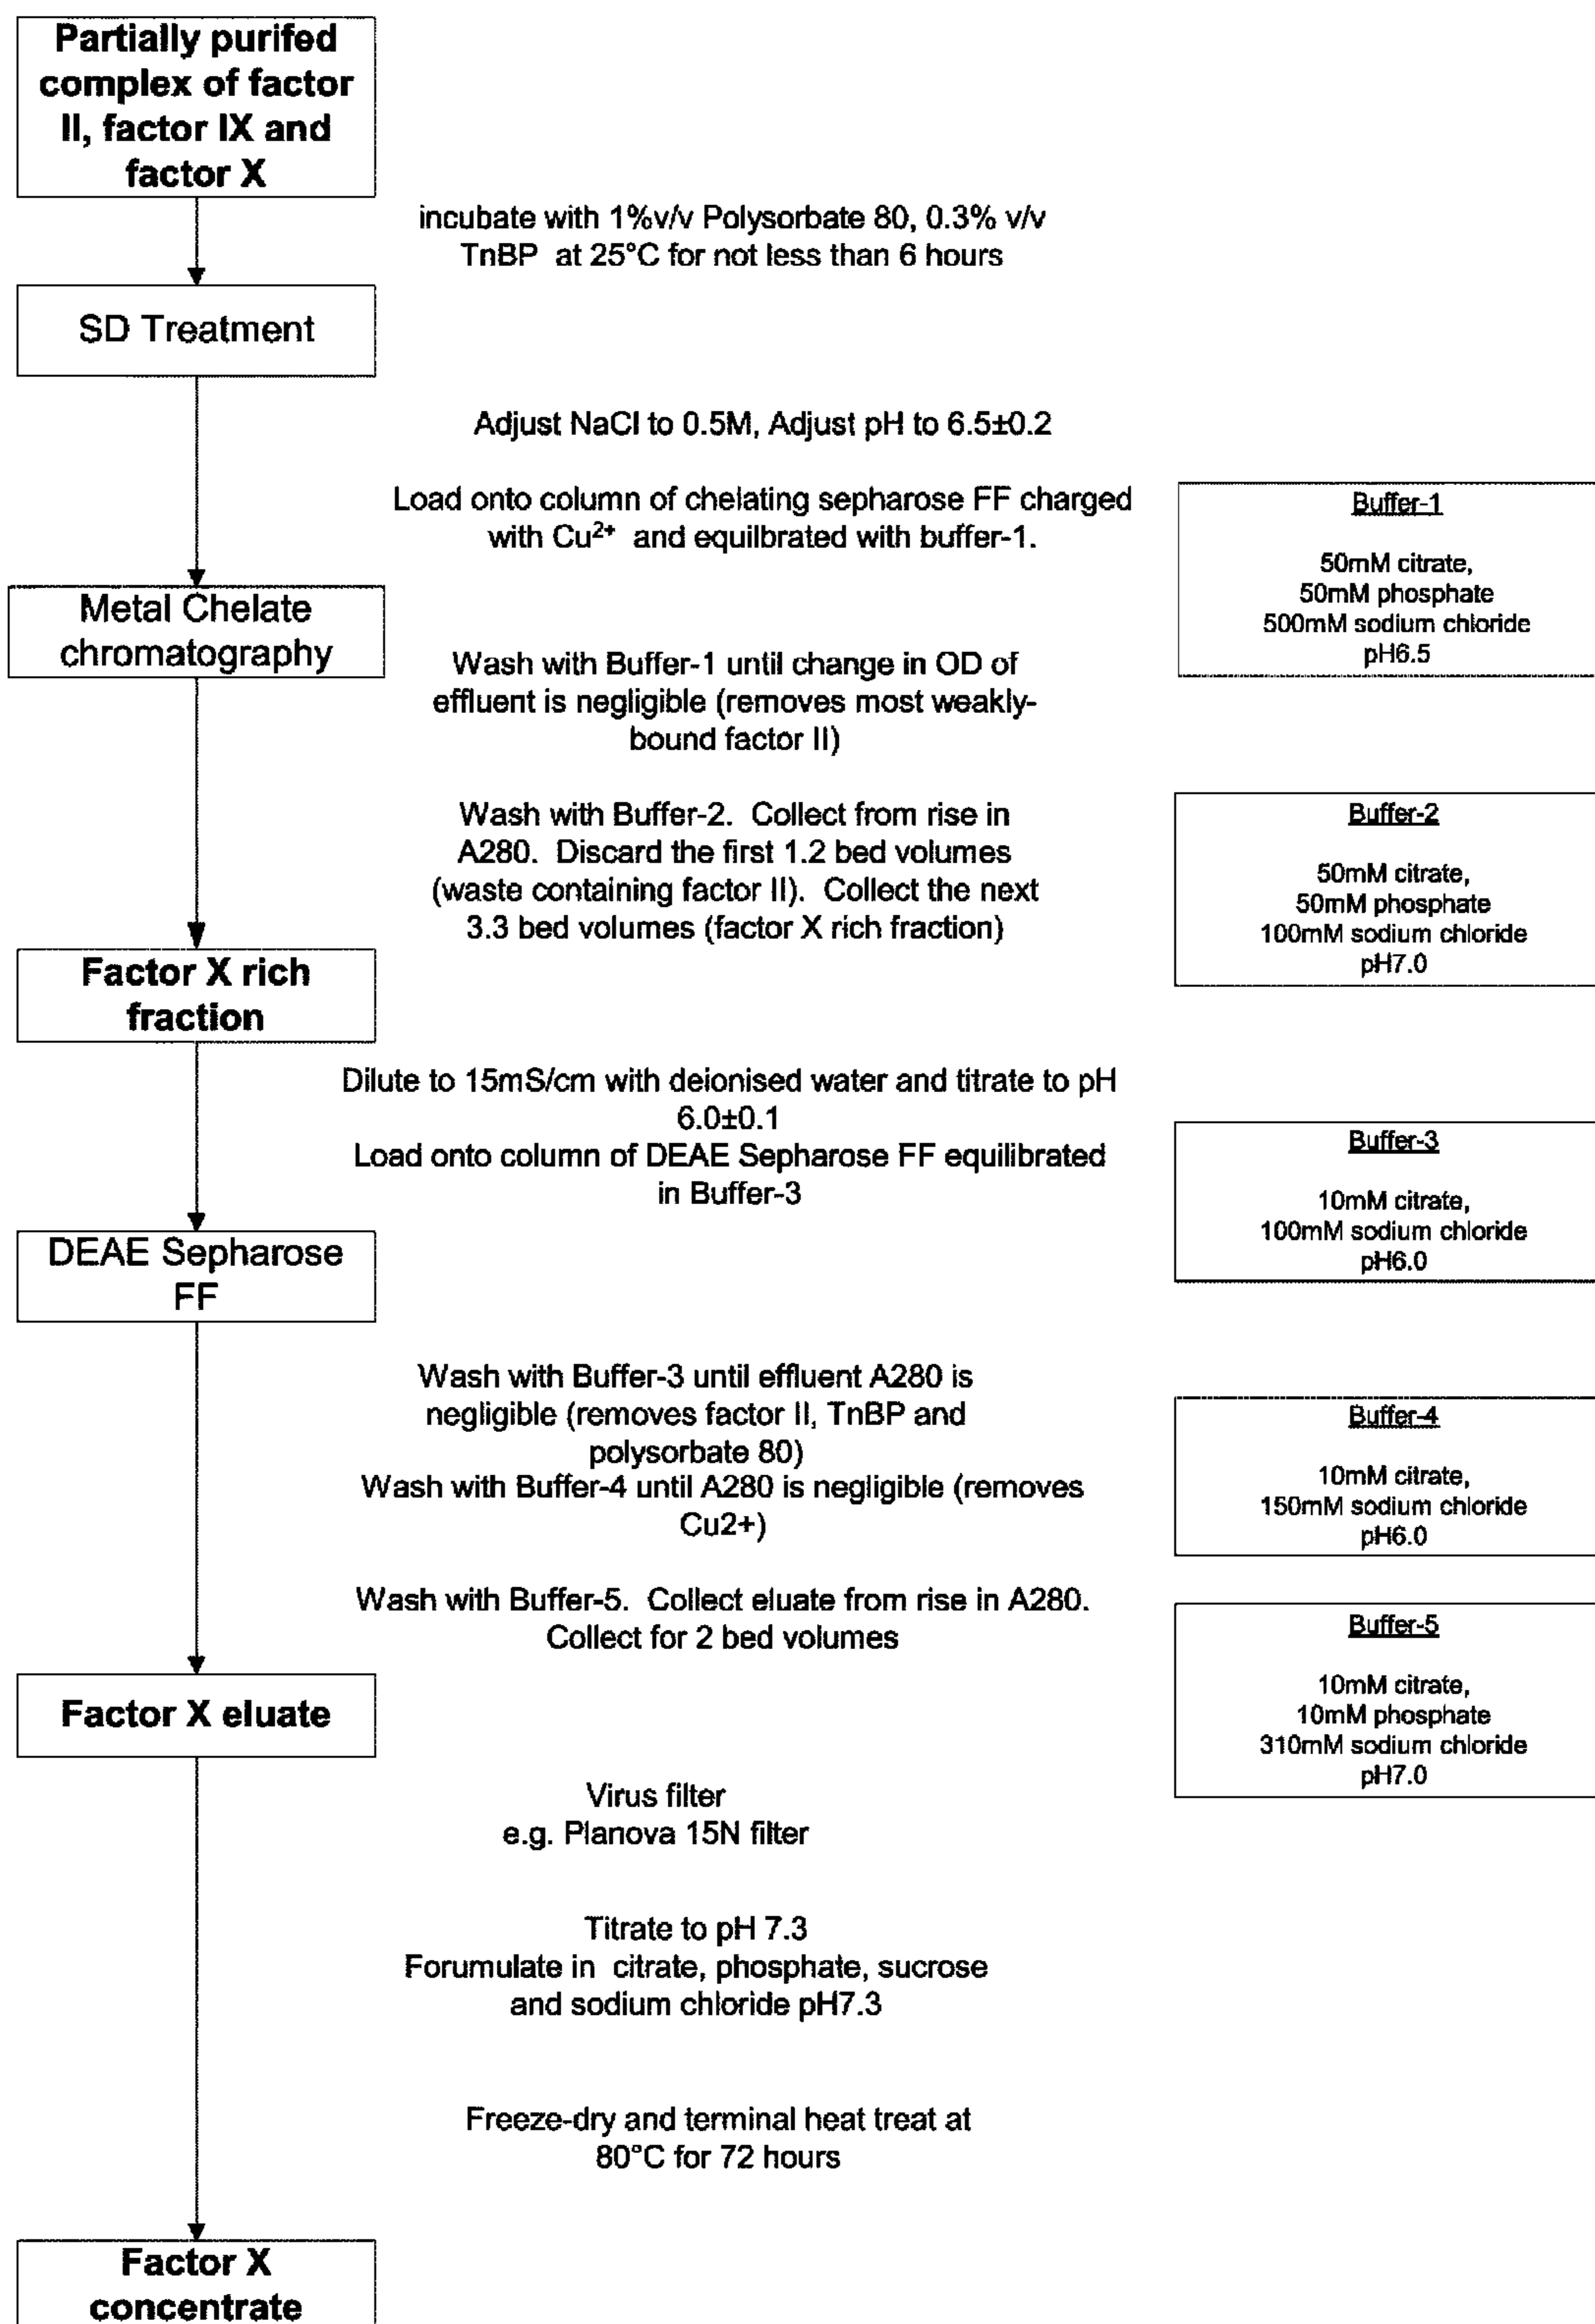 Partially purifed
complex of factor
II, factor IX and
factor X
incubate with 1%v/v Polysorbate 80, 0.3% v/v
TnBP at 25°C for not less than 6 hours
SD Treatment
Adjust NaCl to 0.5M, Adjust pH to 6.5±0.2
Load onto column of chelating sepharose FF charged
with Cu²⁺ and equilbrated with buffer-1.
Buffer-1
50mM citrate,
50mM phosphate
500mM sodium chloride
pH6.5
Metal Chelate
chromatography
Wash with Buffer-1 until change in OD of
effluent is negligible (removes most weakly-
bound factor II)
Wash with Buffer-2. Collect from rise in
A280. Discard the first 1.2 bed volumes
(waste containing factor II). Collect the next
3.3 bed volumes (factor X rich fraction)
Buffer-2
50mM citrate,
50mM phosphate
100mM sodium chloride
pH7.0
Factor X rich
fraction
Dilute to 15mS/cm with deionised water and titrate to pH
6.0±0.1
Load onto column of DEAE Sepharose FF equilibrated
in Buffer-3
Buffer-3
10mM citrate,
100mM sodium chloride
pH6.0
DEAE Sepharose
FF
Wash with Buffer-3 until effluent A280 is
negligible (removes factor II, TnBP and
polysorbate 80)
Wash with Buffer-4 until A280 is negligible (removes
Cu2+)
Buffer-4
10mM citrate,
150mM sodium chloride
pH6.0
Wash with Buffer-5. Collect eluate from rise in A280.
Collect for 2 bed volumes
Buffer-5
10mM citrate,
10mM phosphate
310mM sodium chloride
pH7.0
Factor X eluate
Virus filter
e.g. Planova 15N filter
Titrate to pH 7.3
Forumulate in citrate, phosphate, sucrose
and sodium chloride pH7.3
Freeze-dry and terminal heat treat at
80°C for 72 hours
Factor X
concentrate